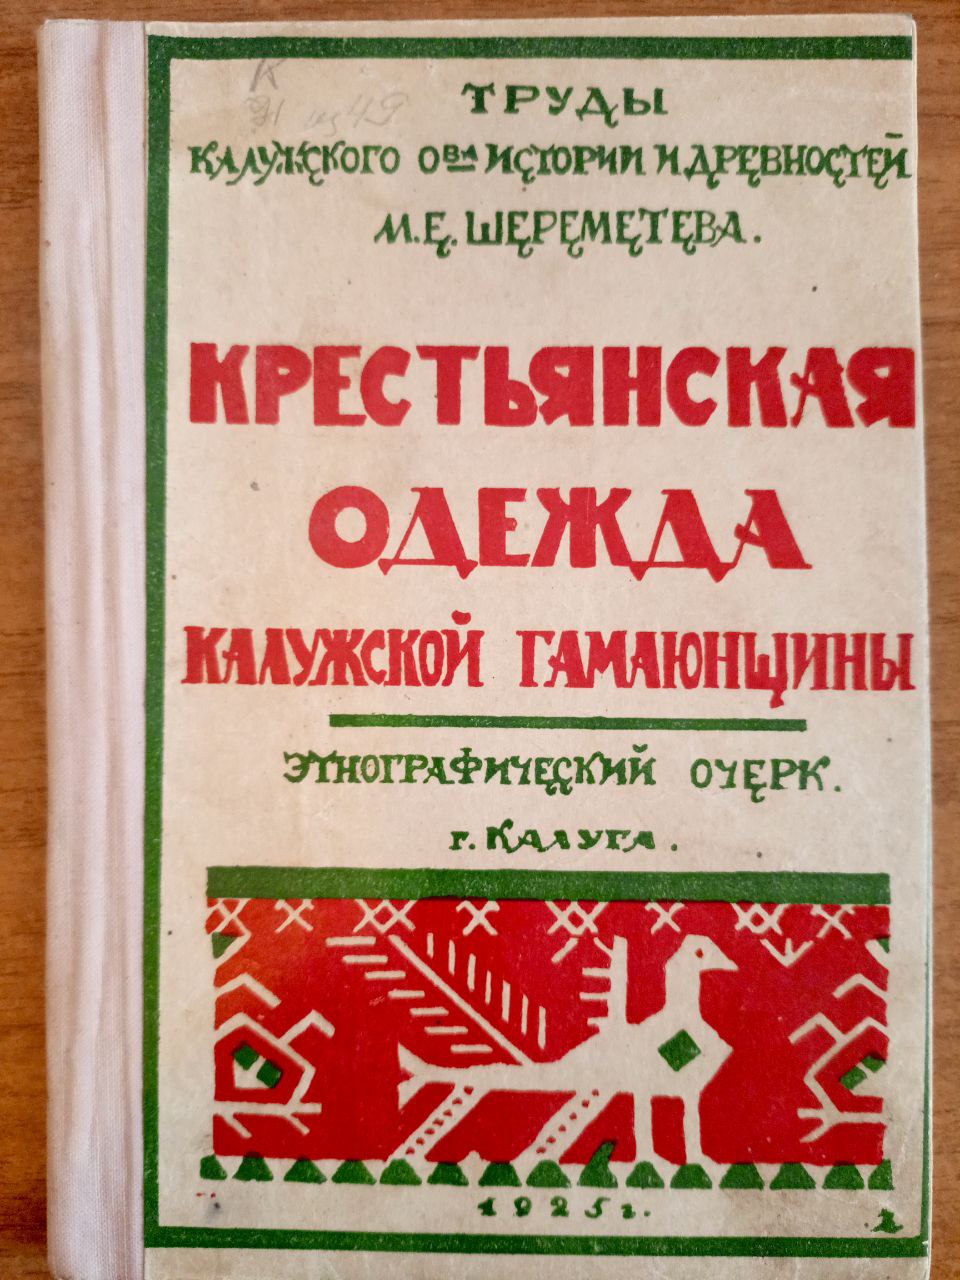 ТРУДЫ
КАЛУЖСКОГО О-ВА ИСТОРИИ И ДРЕВНОСТЕЙ
М.Е. ШЕРЕМЕТЕВА.
КРЕСТЬЯНСКАЯ
ОДЕЖДА
КАЛУЖСКОЙ ГАМАЮНЩИНЫ
ЭТНОГРАФИЧЕСКИЙ ОЧЕРК.
г. КАЛУГА.
1925 г.